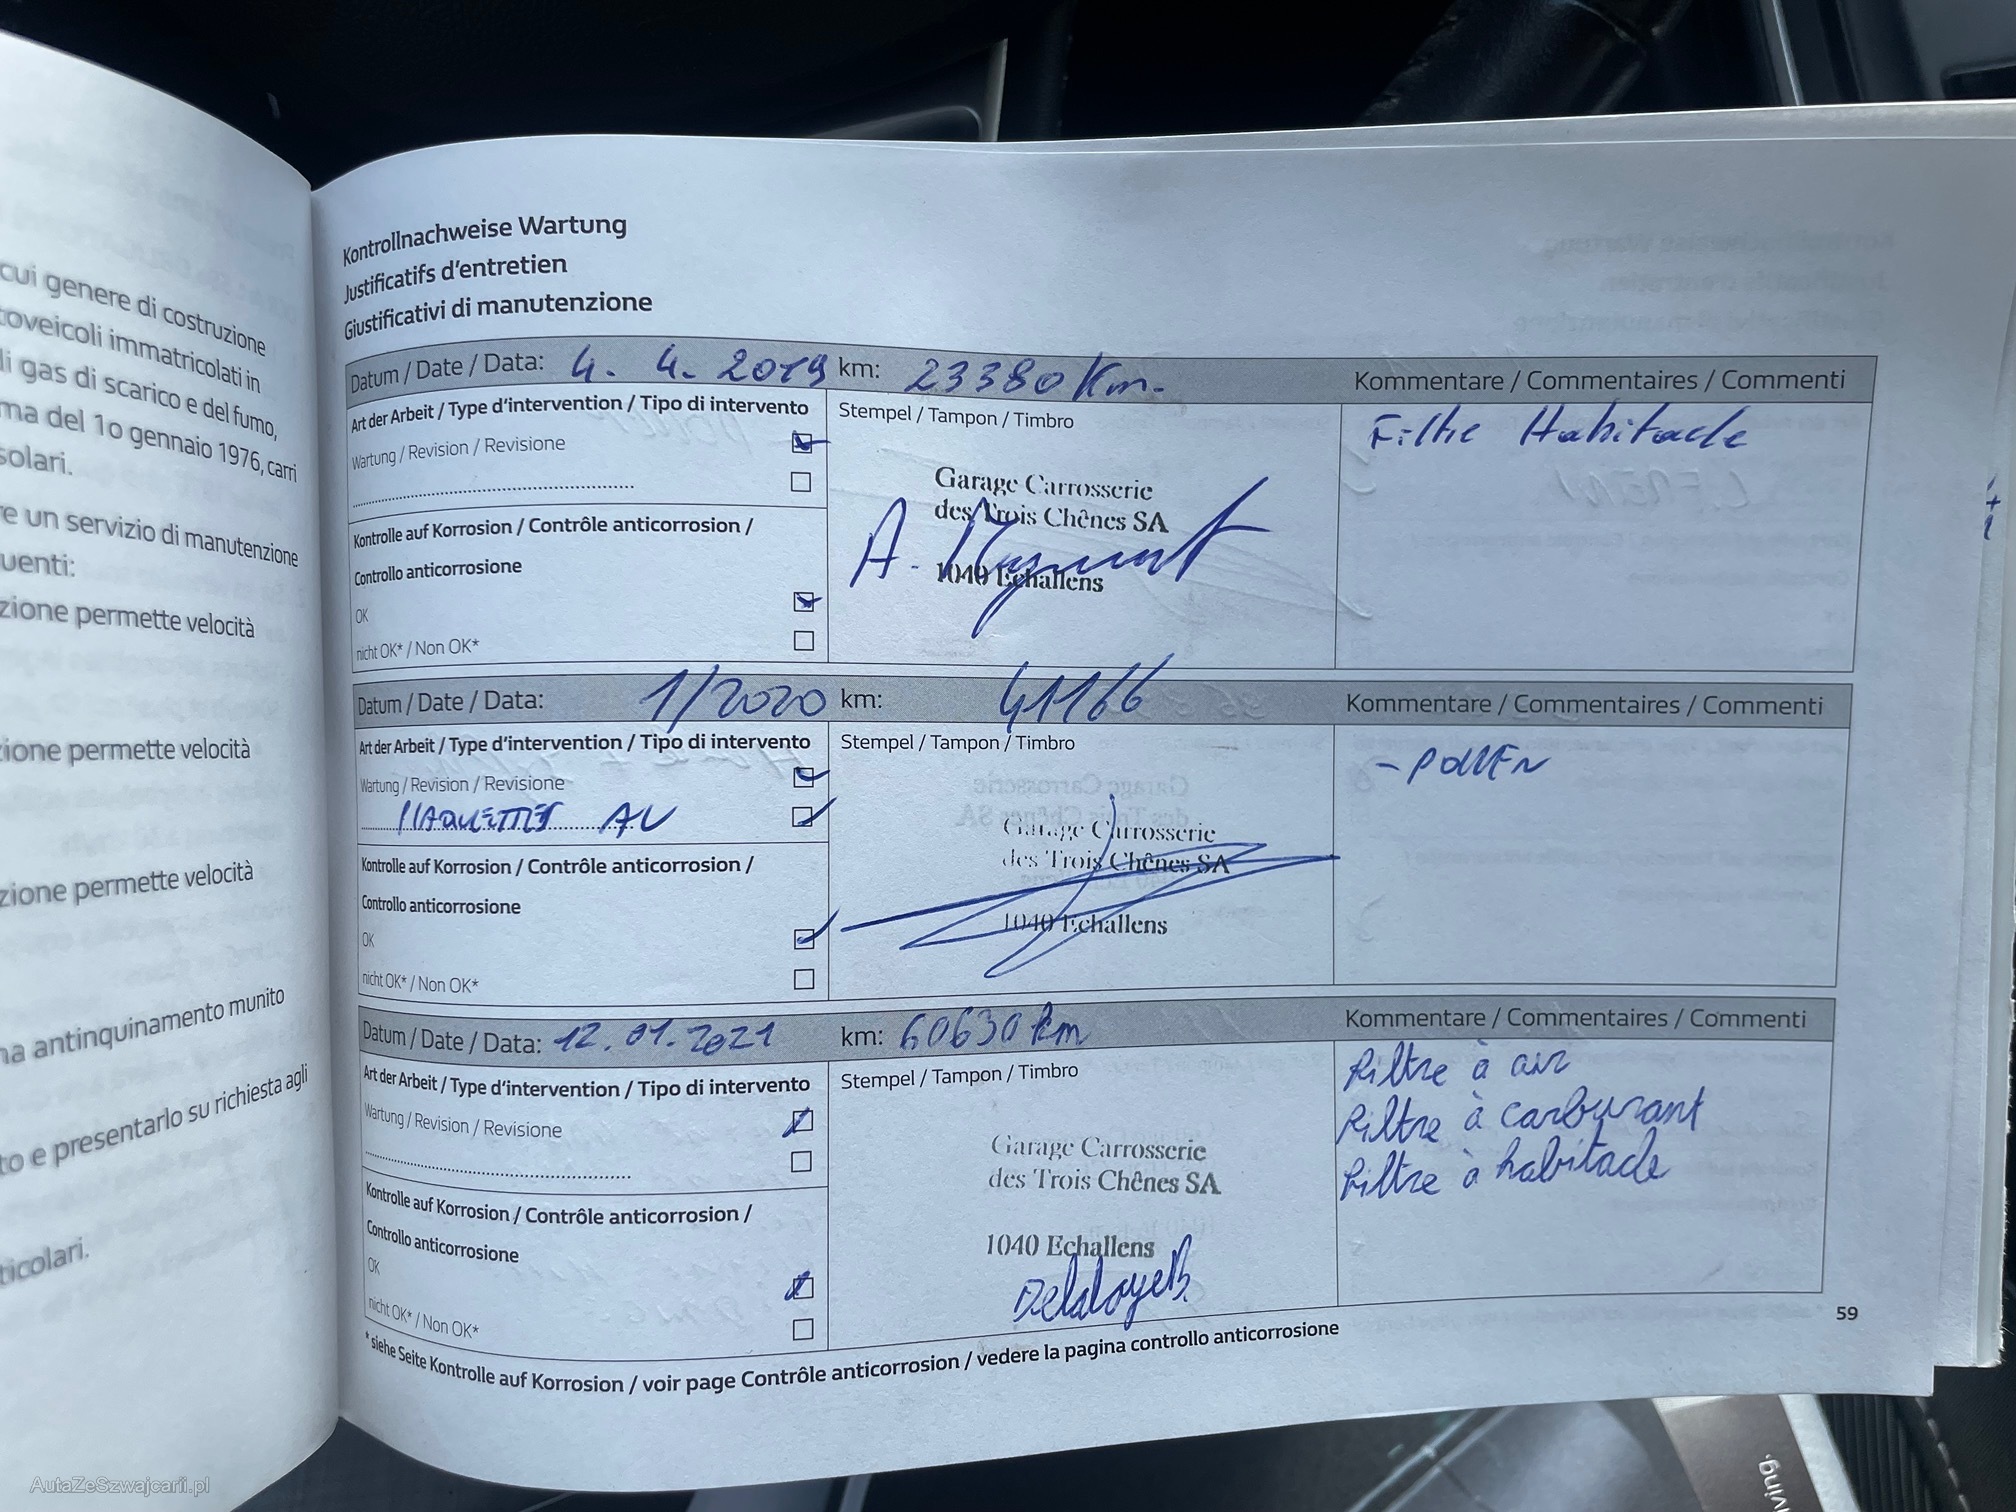 cui genere di costruzione
toveicoli immatricolati in
li gas di scarico e del fumo,
ma del 1o gennaio 1976, carri
solari.
re un servizio di manutenzione
uenti:
zione permette velocità
zione permette velocità
zione permette velocità
na antinquinamento munito
to e presentarlo su richiesta agli
ticolari.
Kontrollnachweise Wartung
Justificatifs d'entretien
Giustificativi di manutenzione
Datum / Date / Data: 4. 4. 2019 km: 23380 Km. Kommentare / Commentaires / Commenti
Art der Arbeit / Type d'intervention / Tipo di intervento Stempel / Tampon / Timbro Filtre Habitacle
Wartung / Revision / Revisione
Garage Carrosserie
des Trois Chênes SA
Kontrolle auf Korrosion / Contrôle anticorrosion /
Controllo anticorrosione
A. 1040 Echallens
OK
nicht OK* / Non OK*
Datum / Date / Data: 1/2020 km: 41166 Kommentare / Commentaires / Commenti
Art der Arbeit / Type d'intervention / Tipo di intervento Stempel / Tampon / Timbro
Wartung / Revision / Revisione - POLLEN
PLAQUETTES AV
Garage Carrosserie
des Trois Chênes SA
Kontrolle auf Korrosion / Contrôle anticorrosion /
Controllo anticorrosione
1040 Echallens
OK
nicht OK* / Non OK*
Datum / Date / Data: 12.01.2021 km: 60630 km Kommentare / Commentaires / Commenti
Art der Arbeit / Type d'intervention / Tipo di intervento Stempel / Tampon / Timbro Filtre à air
Wartung / Revision / Revisione Filtre à carburant
Filtre à habitacle
Garage Carrosserie
des Trois Chênes SA
Kontrolle auf Korrosion / Contrôle anticorrosion /
Controllo anticorrosione
1040 Echallens
OK
Delaloye B.
nicht OK* / Non OK*
59
* siehe Seite Kontrolle auf Korrosion / voir page Contrôle anticorrosion / vedere la pagina controllo anticorrosione
ving.
AutaZeSzwajcarii.pl